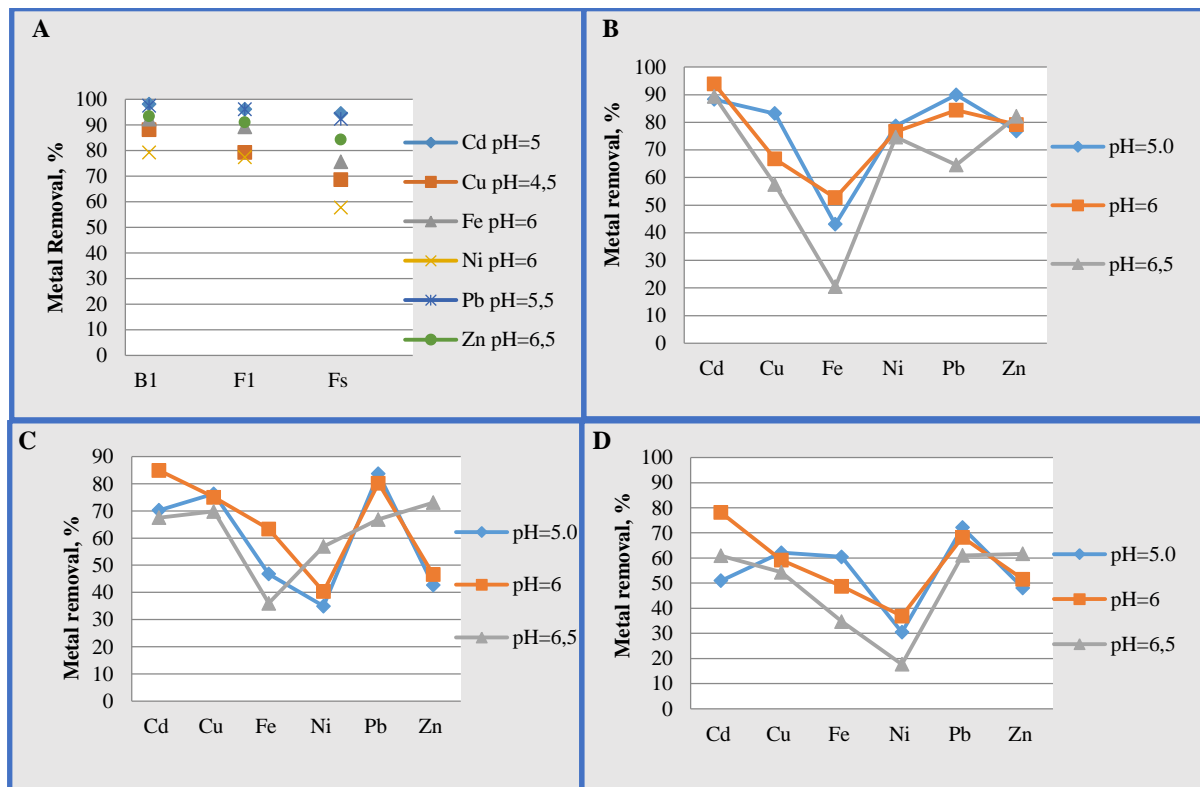 A
Metal Removal, %
100
90
80
70
60
50
40
30
20
10
0
B1 F1 Fs
Cd pH=5
Cu pH=4,5
Fe pH=6
Ni pH=6
Pb pH=5,5
Zn pH=6,5
B
Metal removal, %
100
90
80
70
60
50
40
30
20
10
0
Cd Cu Fe Ni Pb Zn
pH=5.0
pH=6
pH=6,5
C
Metal removal, %
90
80
70
60
50
40
30
20
10
0
Cd Cu Fe Ni Pb Zn
pH=5.0
pH=6
pH=6,5
D
Metal removal, %
100
90
80
70
60
50
40
30
20
10
0
Cd Cu Fe Ni Pb Zn
pH=5.0
pH=6
pH=6,5